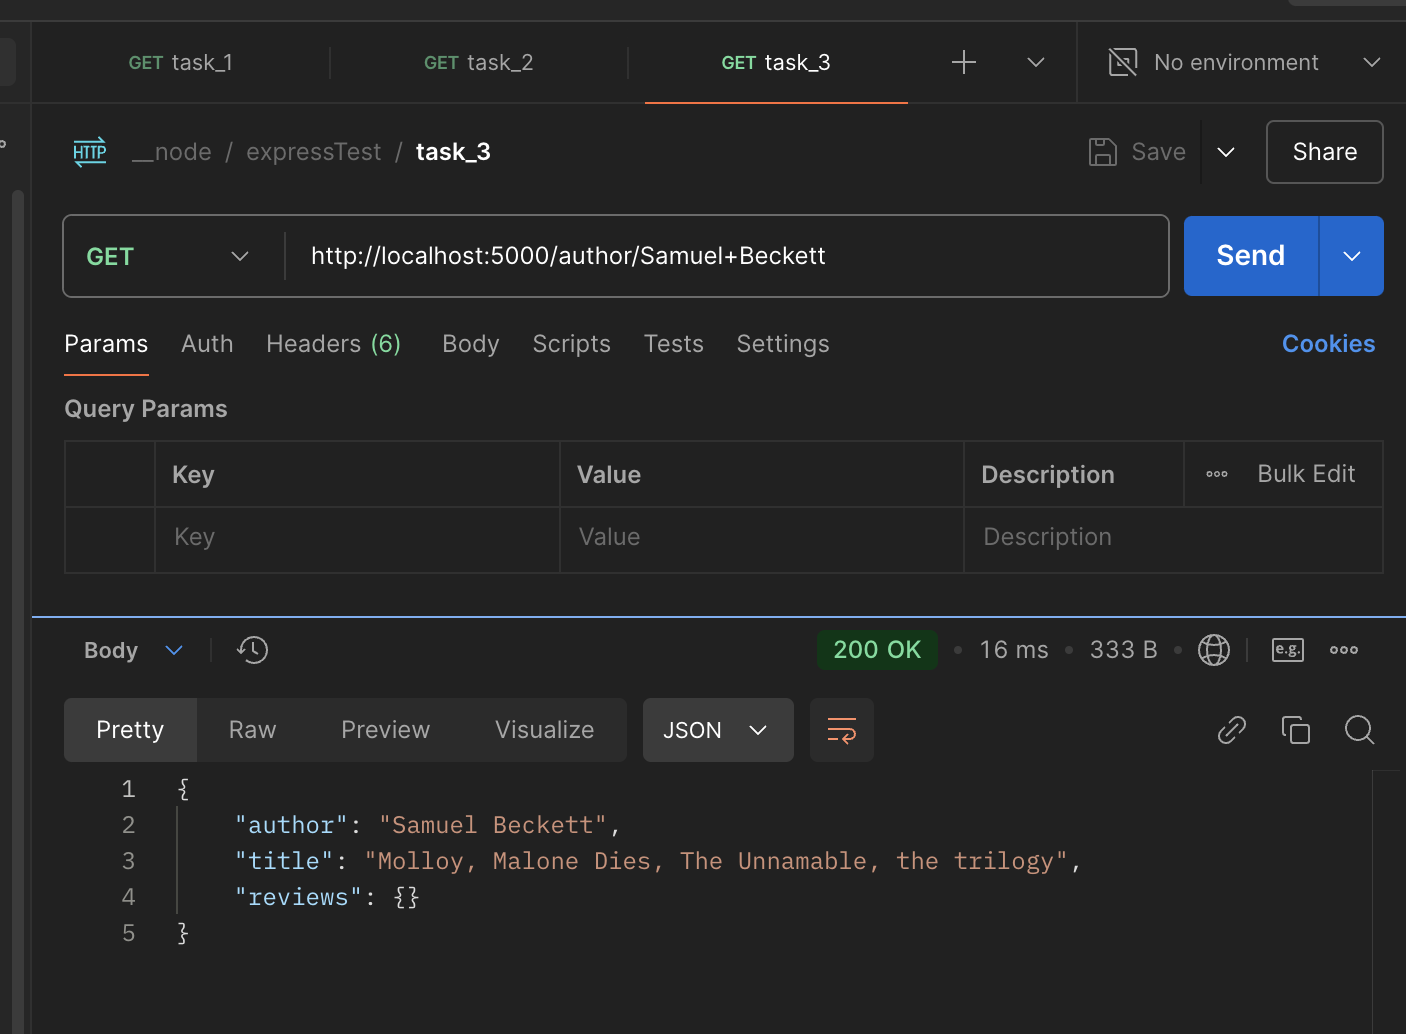 GET task_1 GET task_2 GET task_3 No environment
HTTP __node / expressTest / task_3 Save Share
GET http://localhost:5000/author/Samuel+Beckett Send
Params Auth Headers (6) Body Scripts Tests Settings Cookies
Query Params
Key Value Description Bulk Edit
Key Value Description
Body 200 OK 16 ms 333 B e.g.
Pretty Raw Preview Visualize JSON
1 {
2 "author": "Samuel Beckett",
3 "title": "Molloy, Malone Dies, The Unnamable, the trilogy",
4 "reviews": {}
5 }